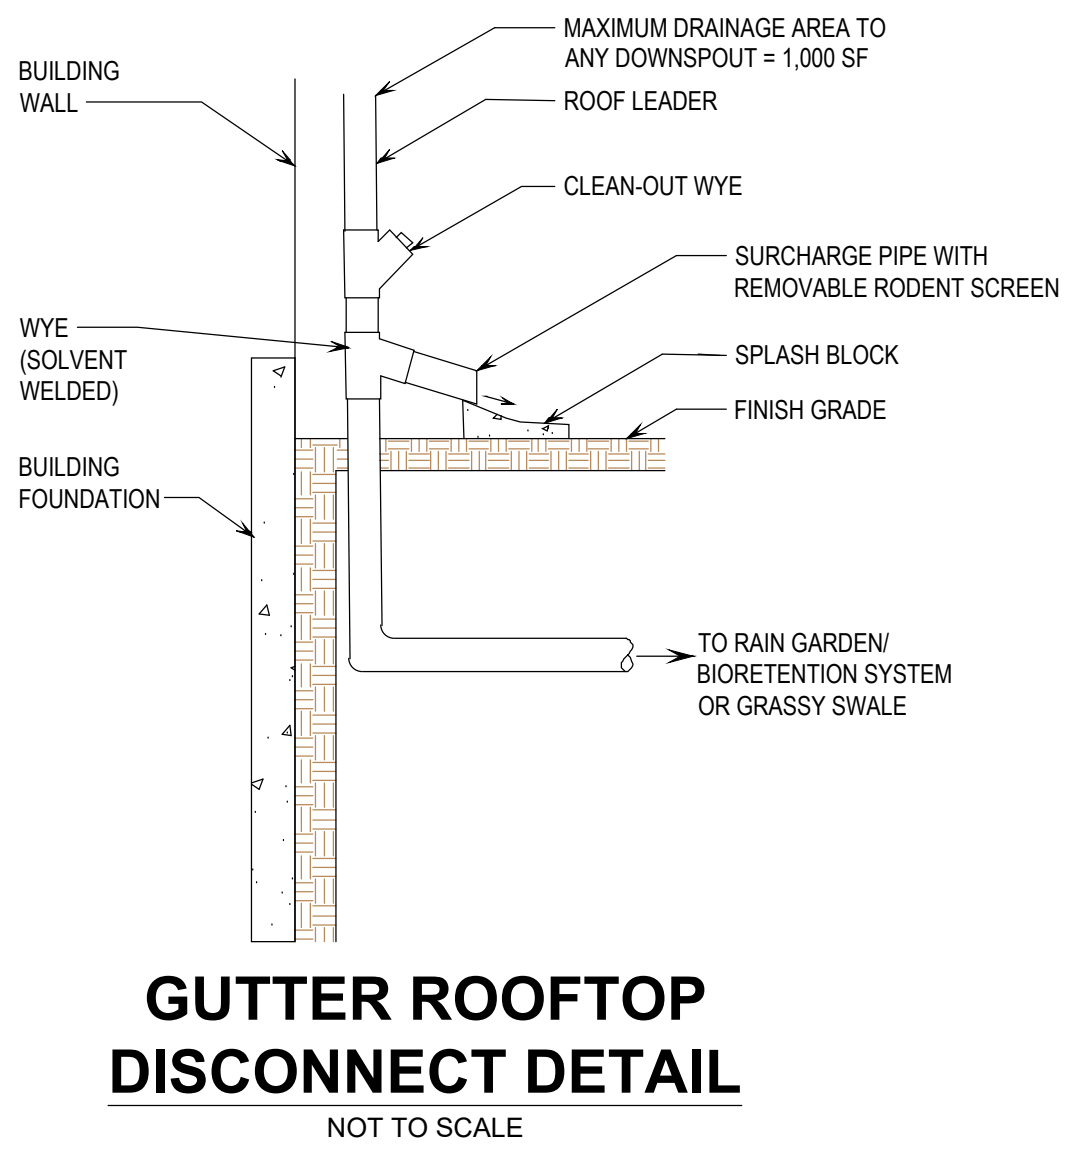 MAXIMUM DRAINAGE AREA TO
ANY DOWNSPOUT = 1,000 SF
BUILDING
WALL
ROOF LEADER
CLEAN-OUT WYE
SURCHARGE PIPE WITH
REMOVABLE RODENT SCREEN
WYE
(SOLVENT
WELDED)
SPLASH BLOCK
FINISH GRADE
BUILDING
FOUNDATION
TO RAIN GARDEN/
BIORETENTION SYSTEM
OR GRASSY SWALE
GUTTER ROOFTOP
DISCONNECT DETAIL
NOT TO SCALE